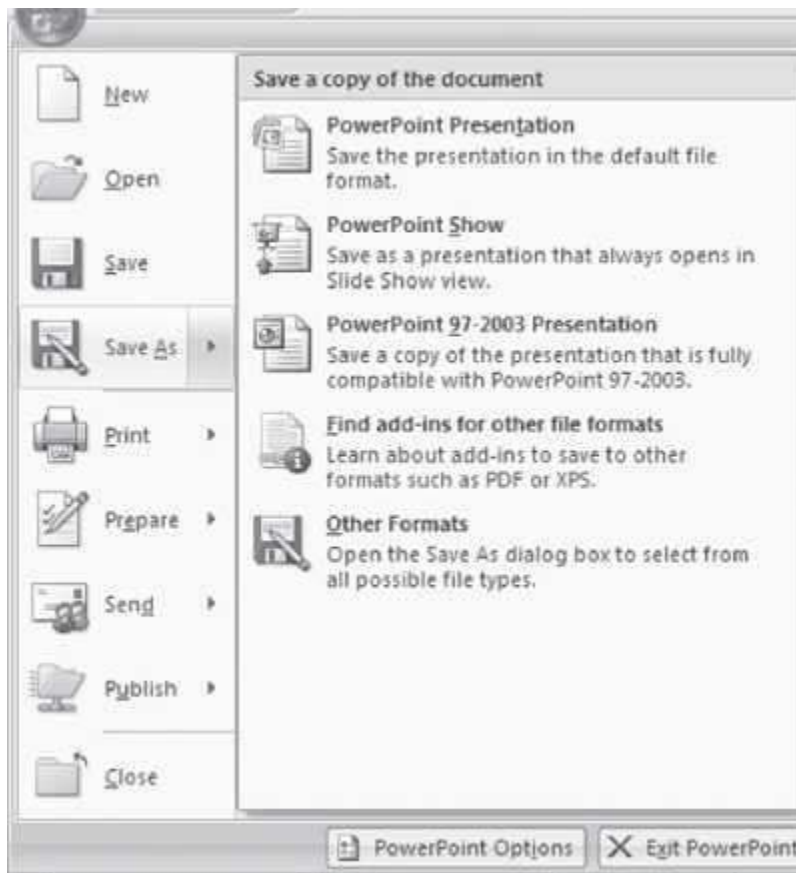 New
Open
Save
Save As
Print
Prepare
Send
Publish
Close
Save a copy of the document
PowerPoint Presentation
Save the presentation in the default file
format.
PowerPoint Show
Save as a presentation that always opens in
Slide Show view.
PowerPoint 97-2003 Presentation
Save a copy of the presentation that is fully
compatible with PowerPoint 97-2003.
Find add-ins for other file formats
Learn about add-ins to save to other
formats such as PDF or XPS.
Other Formats
Open the Save As dialog box to select from
all possible file types.
PowerPoint Options
Exit PowerPoint